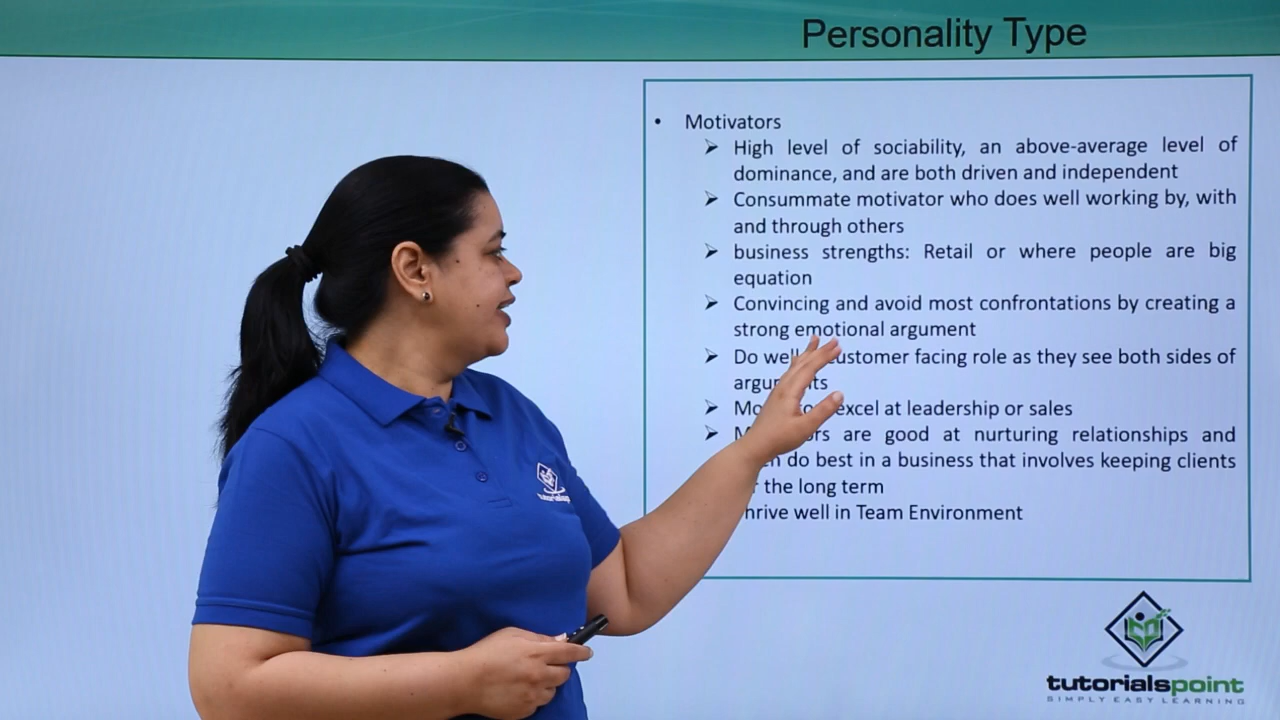 Personality Type
• Motivators
➢ High level of sociability, an above-average level of
dominance, and are both driven and independent
➢ Consummate motivator who does well working by, with
and through others
➢ business strengths: Retail or where people are big
equation
➢ Convincing and avoid most confrontations by creating a
strong emotional argument
➢ Do well customer facing role as they see both sides of
➢ excel at leadership or sales
➢ are good at nurturing relationships and
do best in a business that involves keeping clients
the long term
well in Team Environment
tutorialspoint
SIMPLY EASY LEARNING